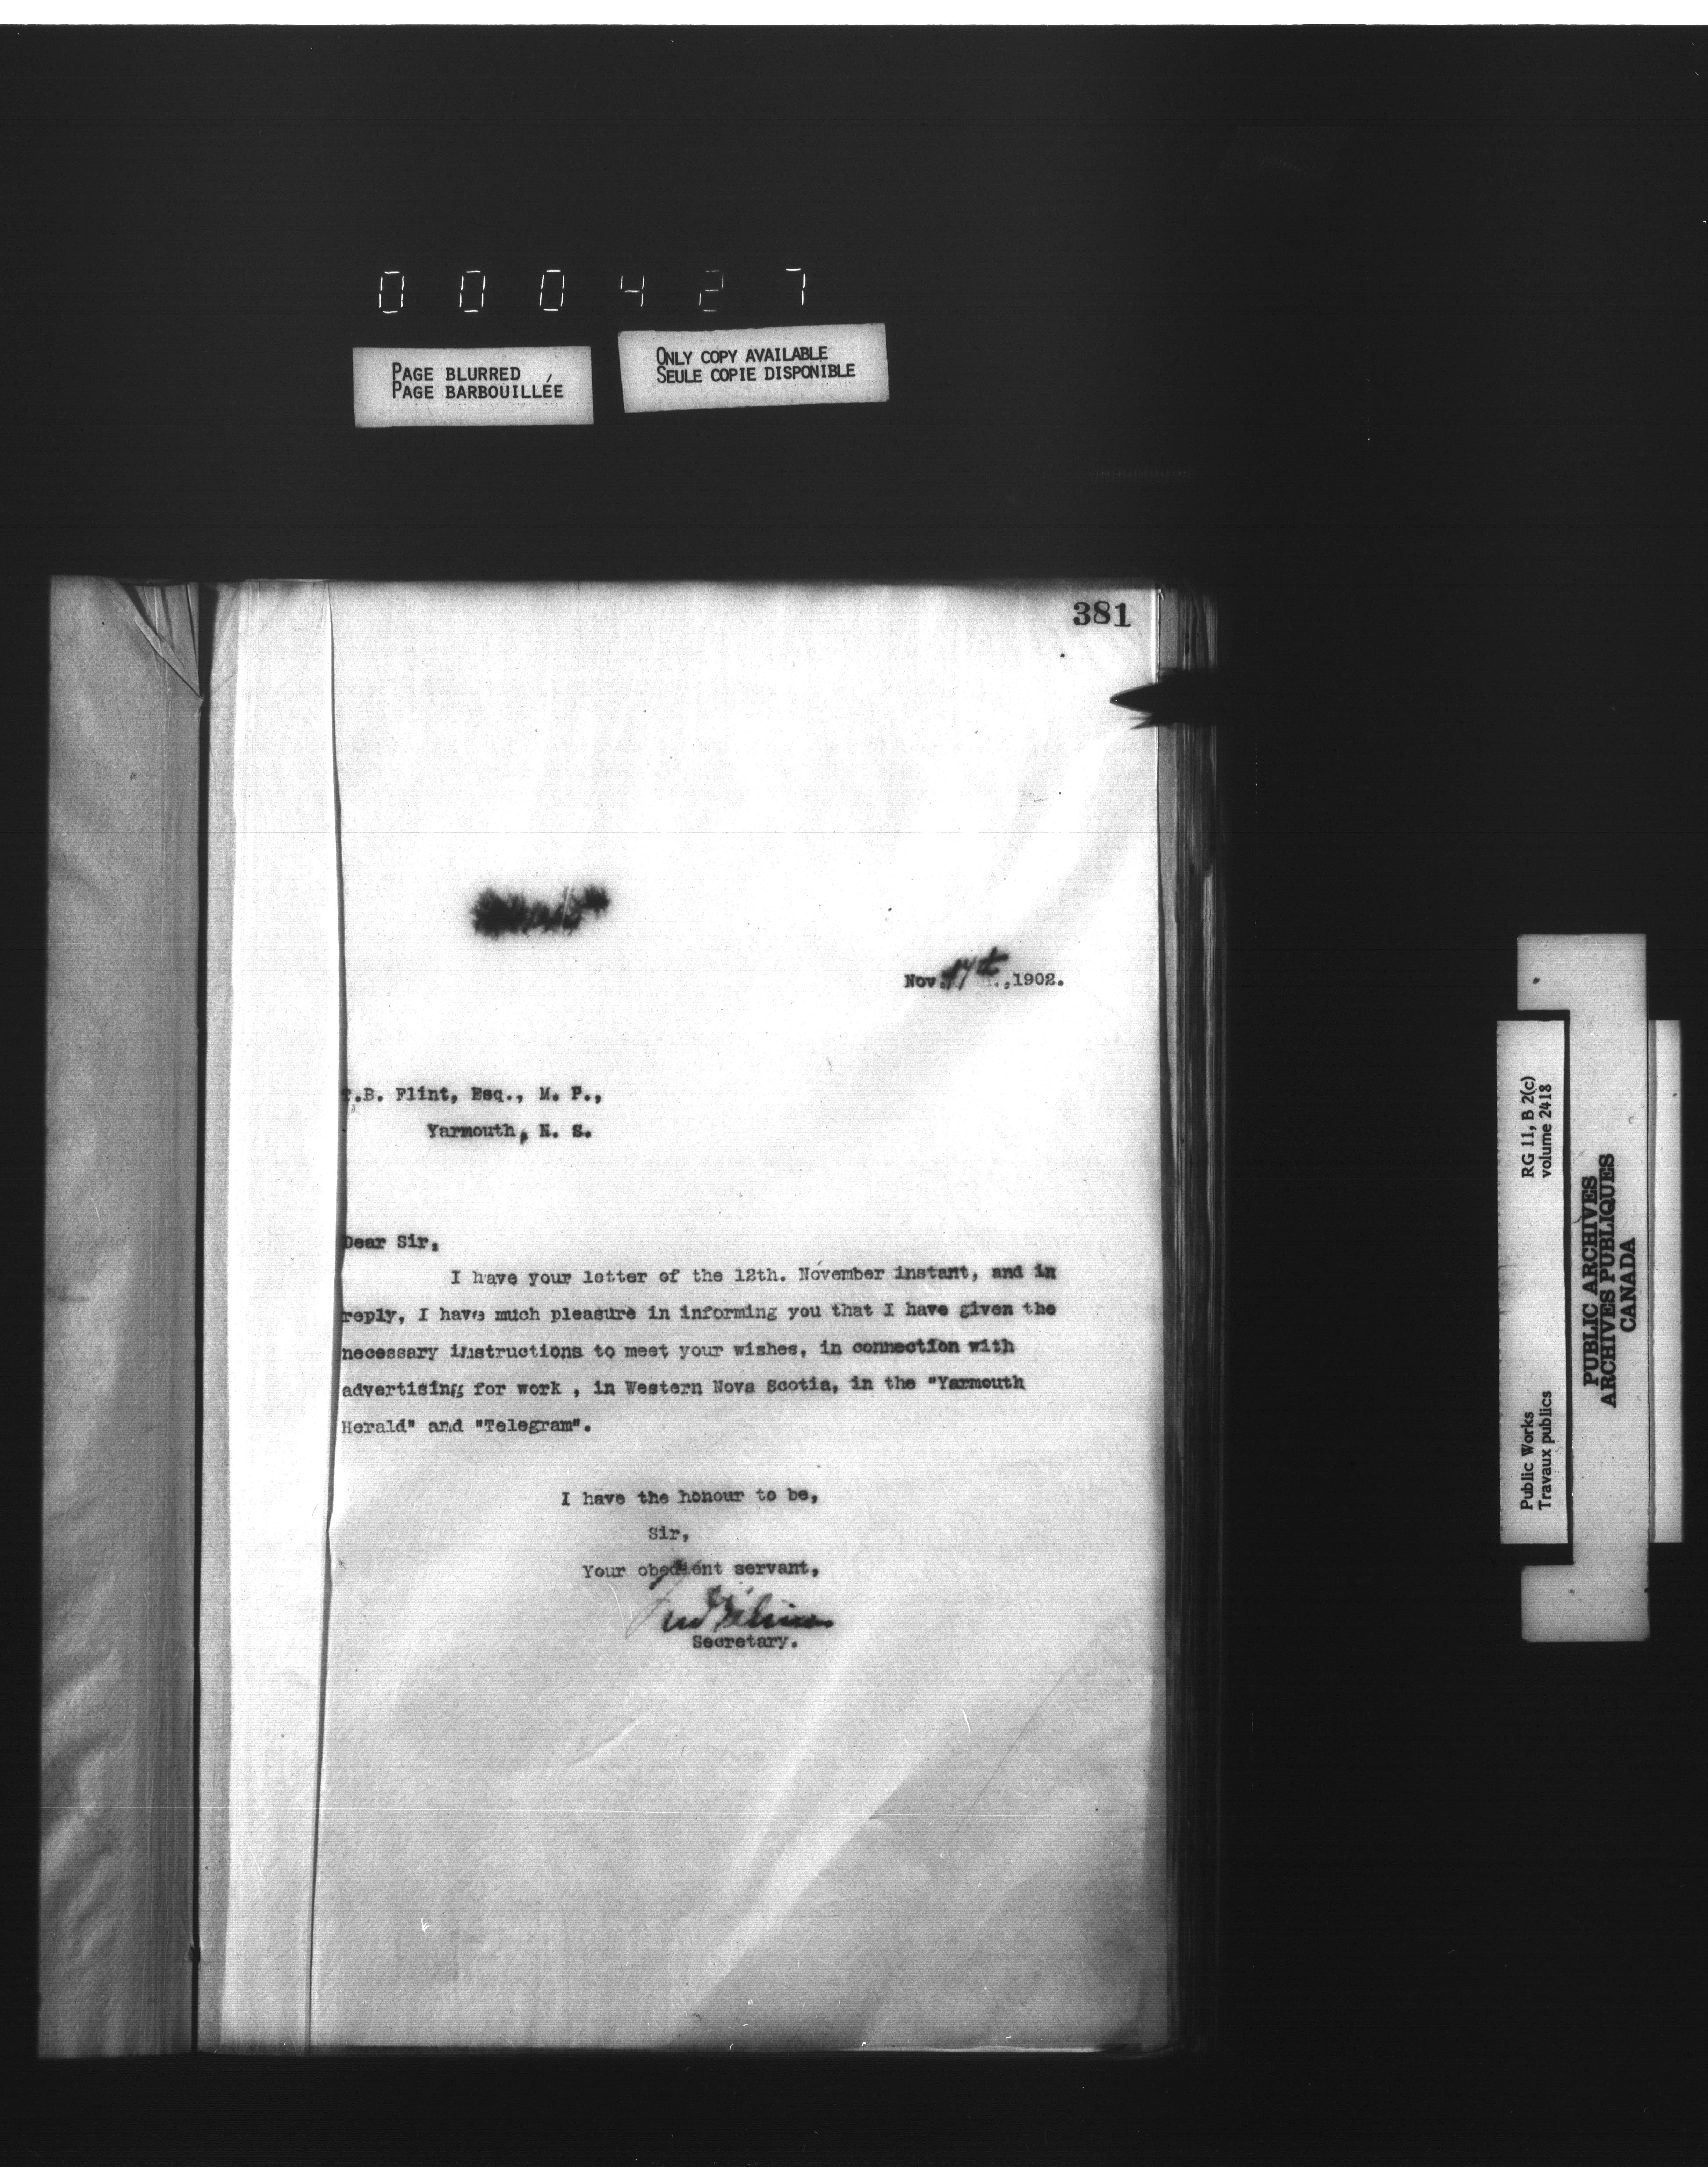 000427
PAGE BLURRED
PAGE BARBOUILLÉE
ONLY COPY AVAILABLE
SEULE COPIE DISPONIBLE
381
Nov. 17th.,1902.
T.B. Flint, Esq., M. P.,
Yarmouth, N. S.
Dear Sir,
I have your letter of the 12th. November instant, and in
reply, I have much pleasure in informing you that I have given the
necessary instructions to meet your wishes, in connection with
advertising for work , in Western Nova Scotia, in the "Yarmouth
Herald" and "Telegram".
I have the honour to be,
Sir,
Your obedient servant,
Secretary.
Public Works
Travaux publics
RG 11, B 2(c)
volume 2418
PUBLIC ARCHIVES
ARCHIVES PUBLIQUES
CANADA